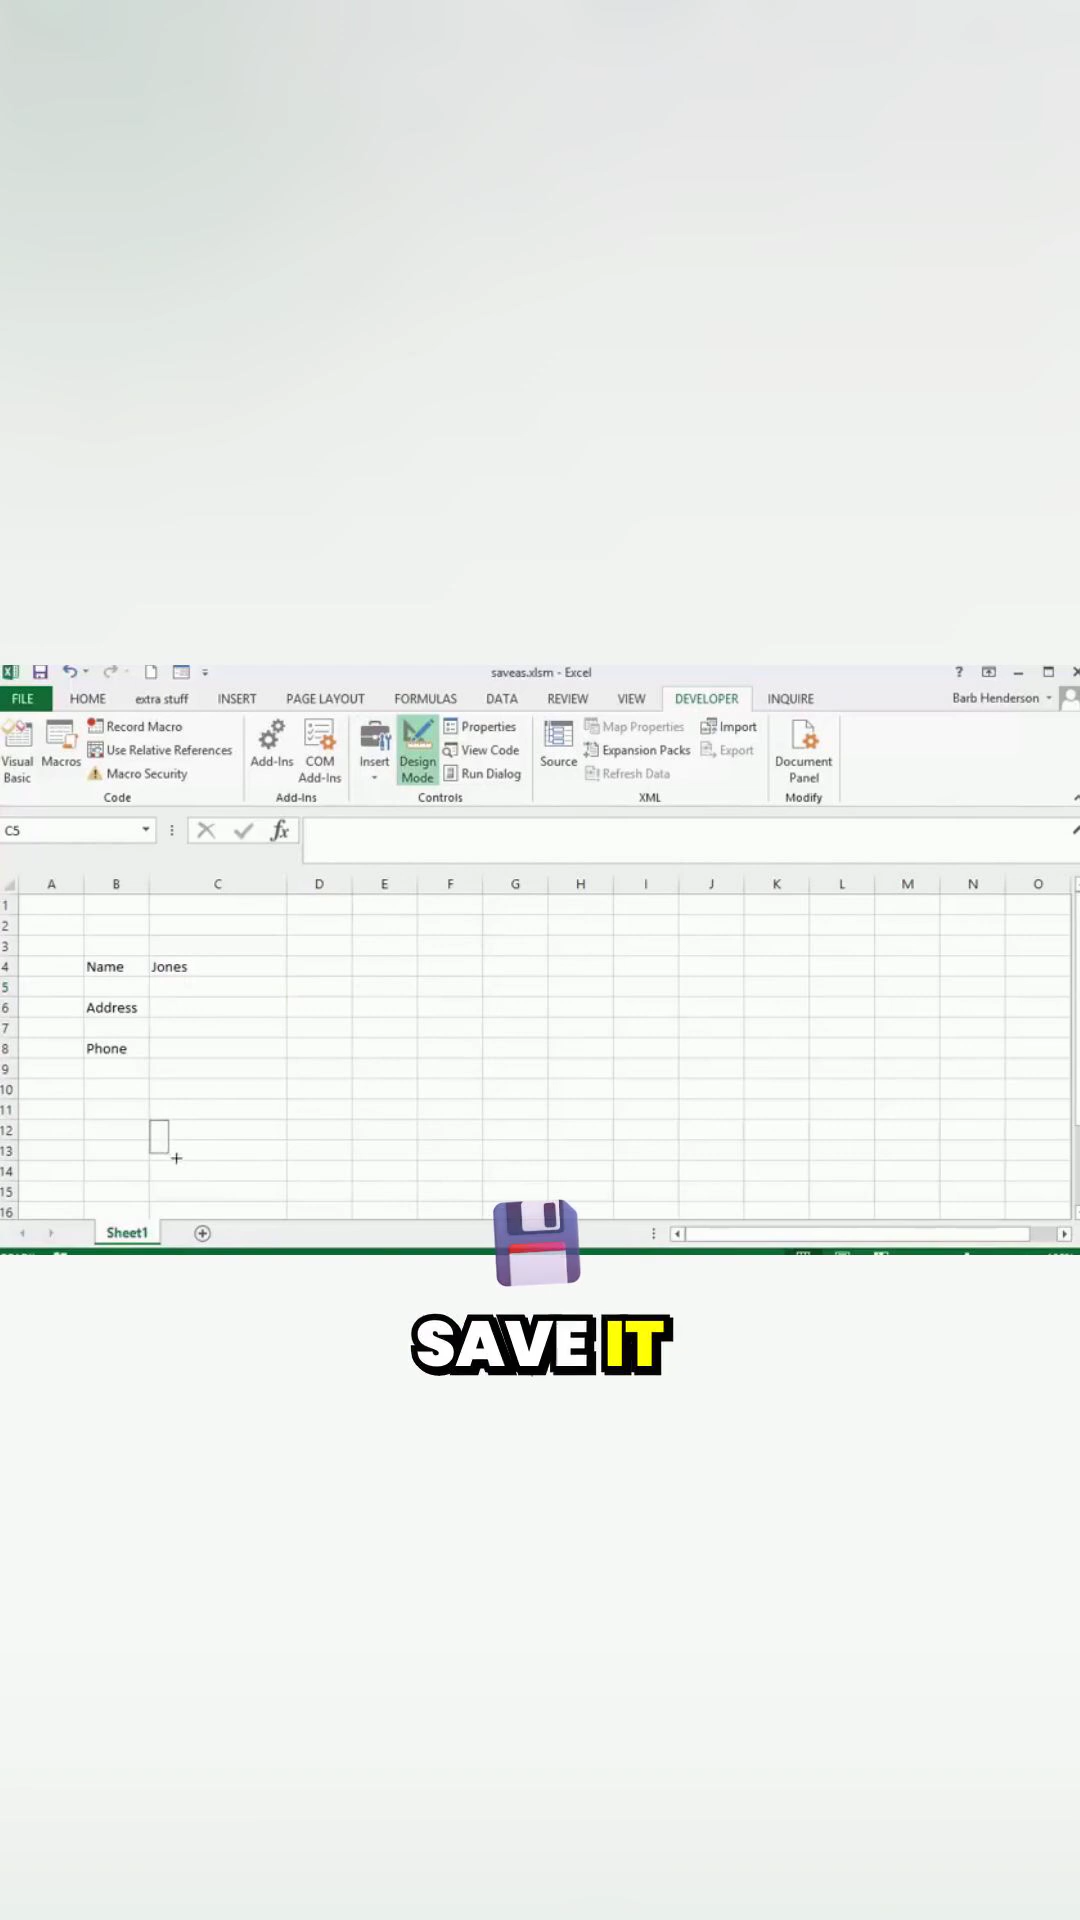 saveas.xlsm - Excel
?
FILE HOME extra stuff INSERT PAGE LAYOUT FORMULAS DATA REVIEW VIEW DEVELOPER INQUIRE Barb Henderson
Visual Basic
Macros
Record Macro
Use Relative References
Macro Security
Code
Add-Ins
COM Add-Ins
Add-Ins
Insert
Design Mode
Properties
View Code
Run Dialog
Controls
Source
Map Properties
Expansion Packs
Refresh Data
Import
Export
XML
Document Panel
Modify
C5
fx
A B C D E F G H I J K L M N O
1
2
3
4 Name Jones
5
6 Address
7
8 Phone
9
10
11
12
13
14
15
16
Sheet1
SAVE IT